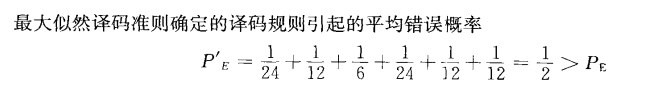 最大似然译码准则确定的译码规则引起的平均错误概率
P'_E = 1/24 + 1/12 + 1/6 + 1/24 + 1/12 + 1/12 = 1/2 > P_E